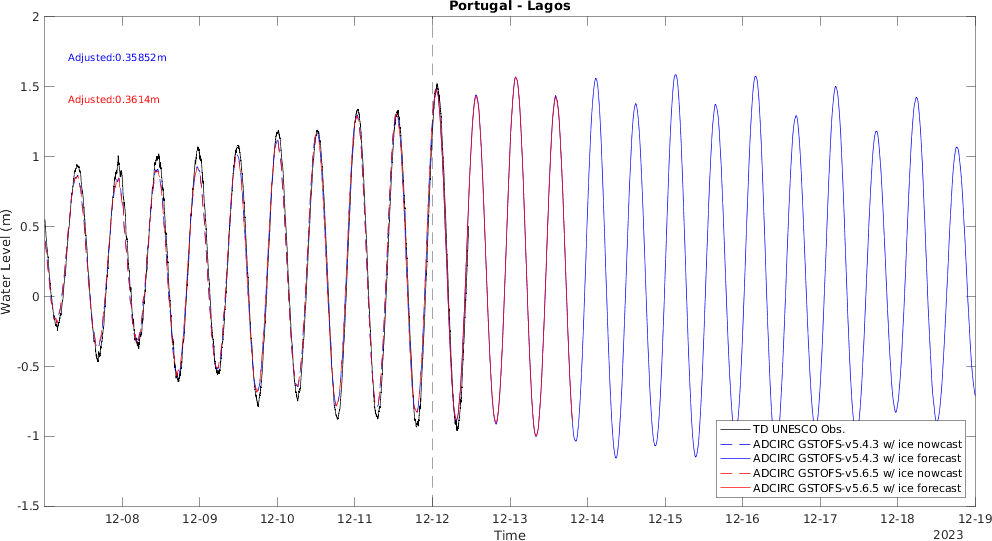 Portugal - Lagos
Adjusted:0.35852m
Adjusted:0.3614m
Water Level (m)
2
1.5
1
0.5
0
-0.5
-1
-1.5
TD UNESCO Obs.
ADCIRC GSTOFS-v5.4.3 w/ ice nowcast
ADCIRC GSTOFS-v5.4.3 w/ ice forecast
ADCIRC GSTOFS-v5.6.5 w/ ice nowcast
ADCIRC GSTOFS-v5.6.5 w/ ice forecast
12-08 12-09 12-10 12-11 12-12 12-13 12-14 12-15 12-16 12-17 12-18 12-19
Time
2023